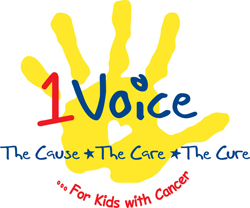 1Voice
The Cause ★ The Care ★ The Cure
... For Kids with Cancer